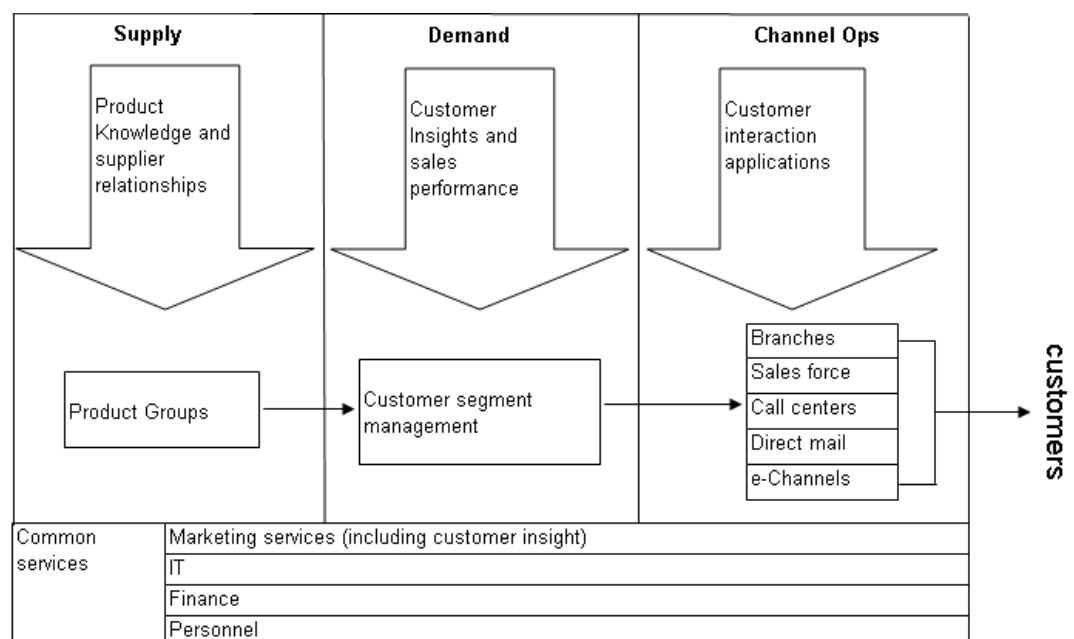 Supply
Product
Knowledge and
supplier
relationships
Product Groups
Demand
Customer
Insights and
sales
performance
Customer segment
management
Channel Ops
Customer
interaction
applications
Branches
Sales force
Call centers
Direct mail
e-Channels
customers
Common
services
Marketing services (including customer insight)
IT
Finance
Personnel